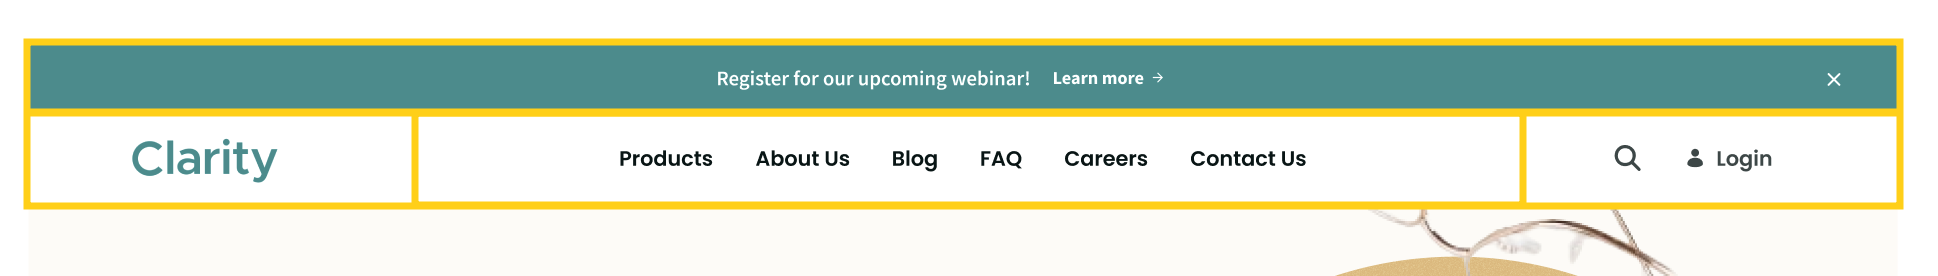 Register for our upcoming webinar! Learn more →
Clarity Products About Us Blog FAQ Careers Contact Us Login